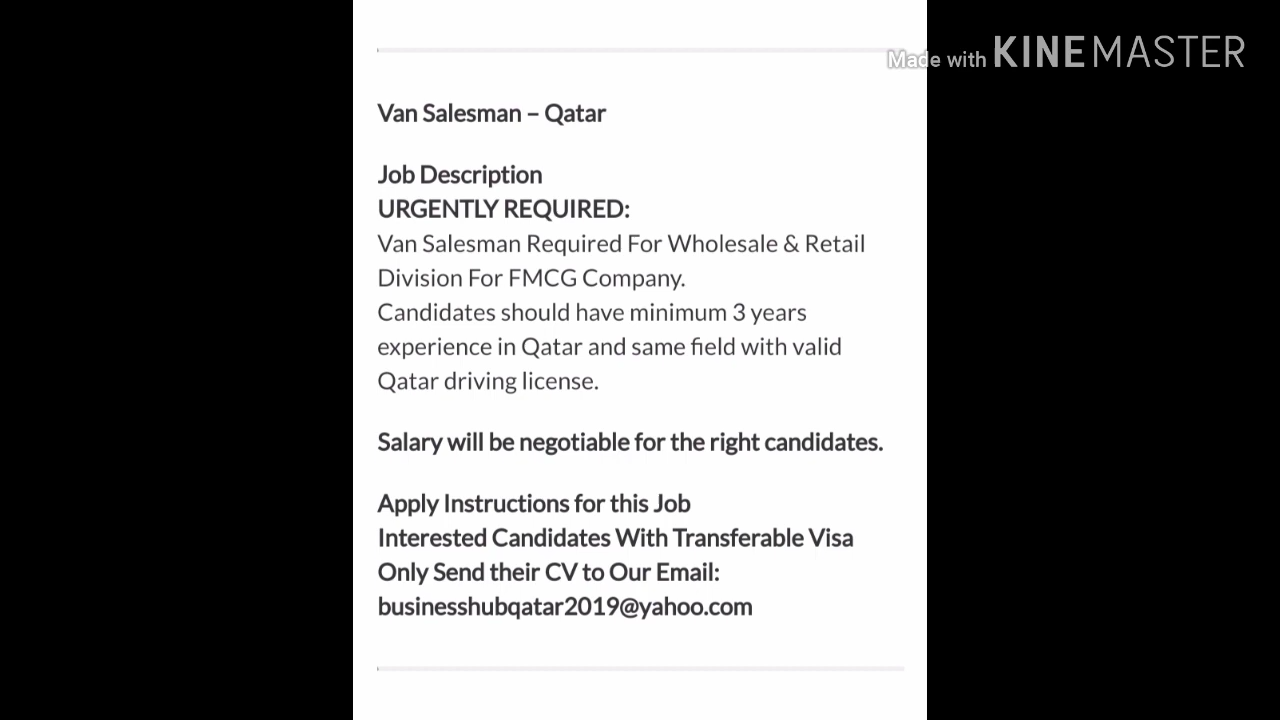 Made with KINEMASTER
Van Salesman – Qatar
Job Description
URGENTLY REQUIRED:
Van Salesman Required For Wholesale & Retail
Division For FMCG Company.
Candidates should have minimum 3 years
experience in Qatar and same field with valid
Qatar driving license.
Salary will be negotiable for the right candidates.
Apply Instructions for this Job
Interested Candidates With Transferable Visa
Only Send their CV to Our Email:
businesshubqatar2019@yahoo.com